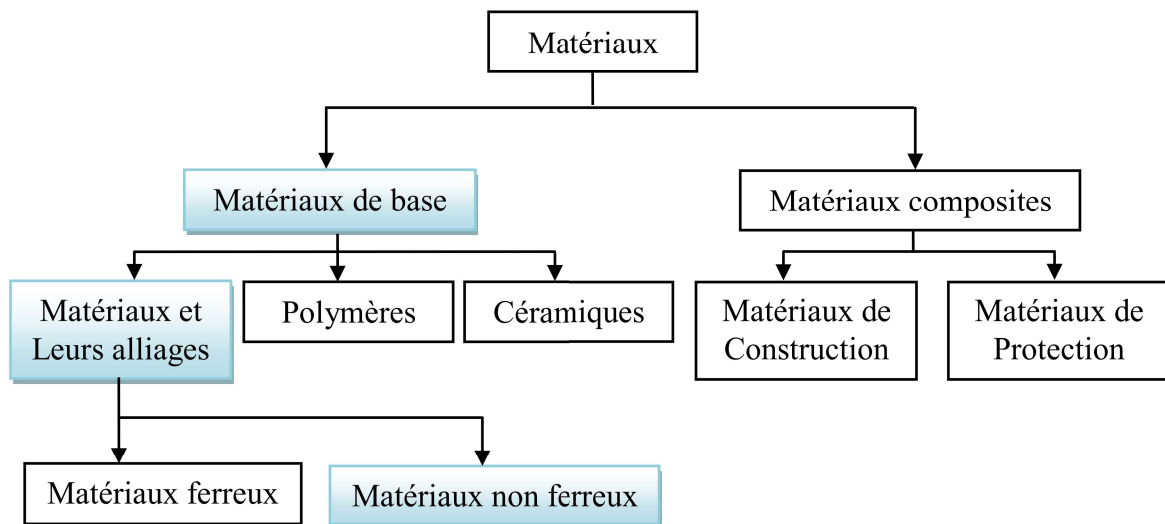 Matériaux
Matériaux de base
Matériaux composites
Matériaux et
Leurs alliages
Polymères
Céramiques
Matériaux de
Construction
Matériaux de
Protection
Matériaux ferreux
Matériaux non ferreux